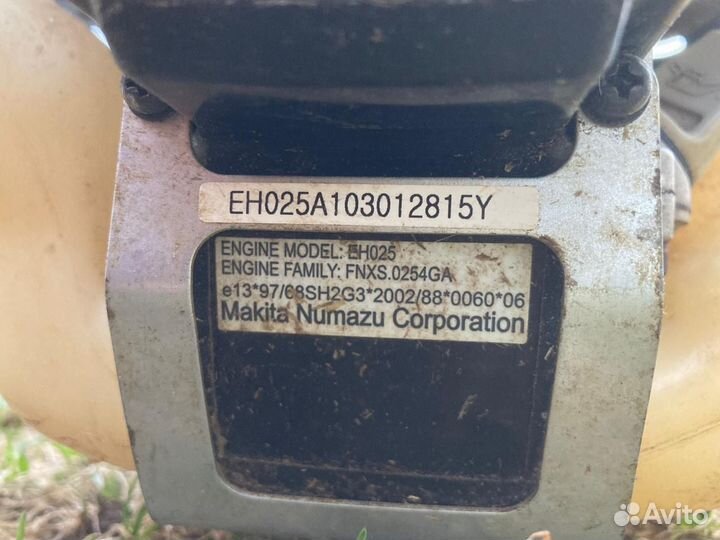 EH025A103012815Y
ENGINE MODEL: EH025
ENGINE FAMILY: FNXS.0254GA
e13*97/68SH2G3*2002/88*0060*06
Makita Numazu Corporation
Avito